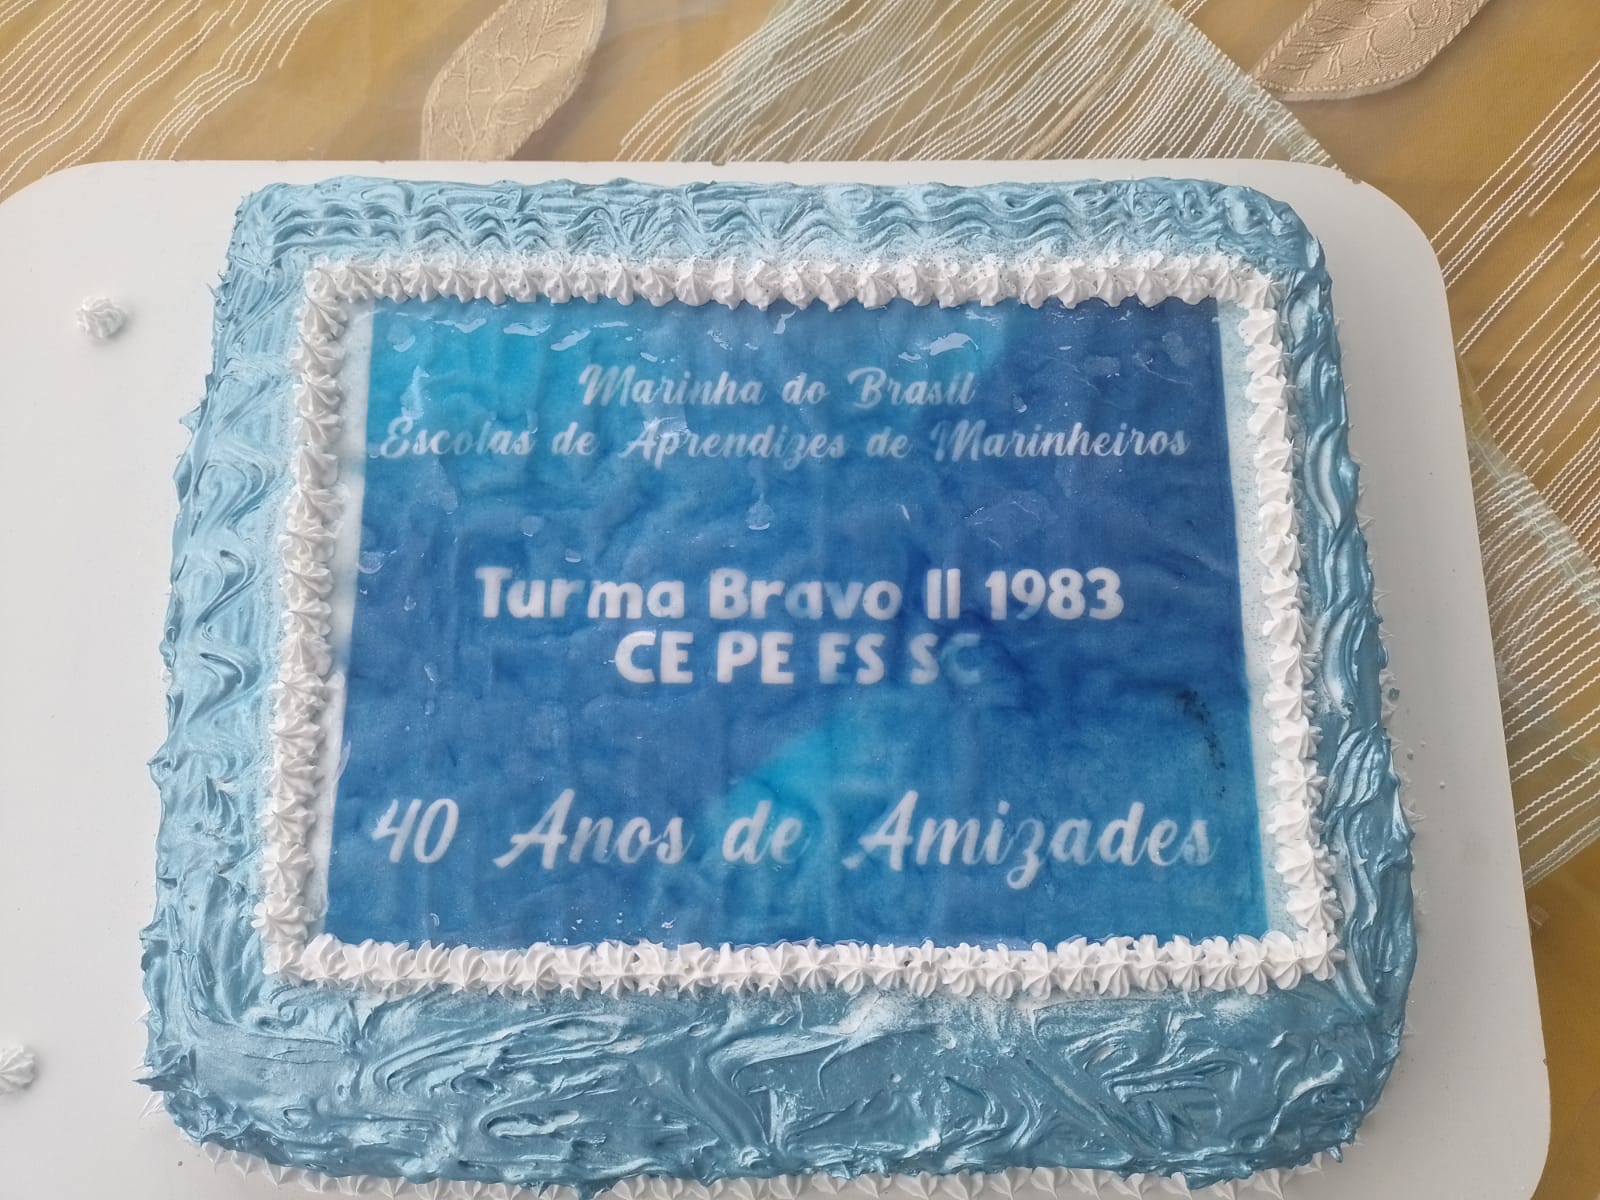 Marinha do Brasil
Escolas de Aprendizes de Marinheiros
Turma Bravo II 1983
CE PE ES SC
40 Anos de Amizades